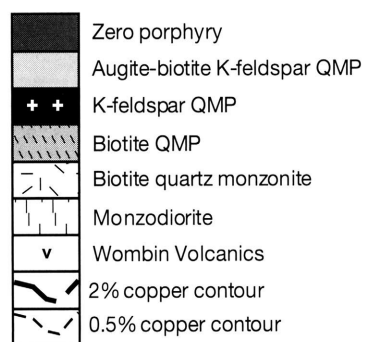 Zero porphyry
Augite-biotite K-feldspar QMP
K-feldspar QMP
Biotite QMP
Biotite quartz monzonite
Monzodiorite
v Wombin Volcanics
2% copper contour
0.5% copper contour